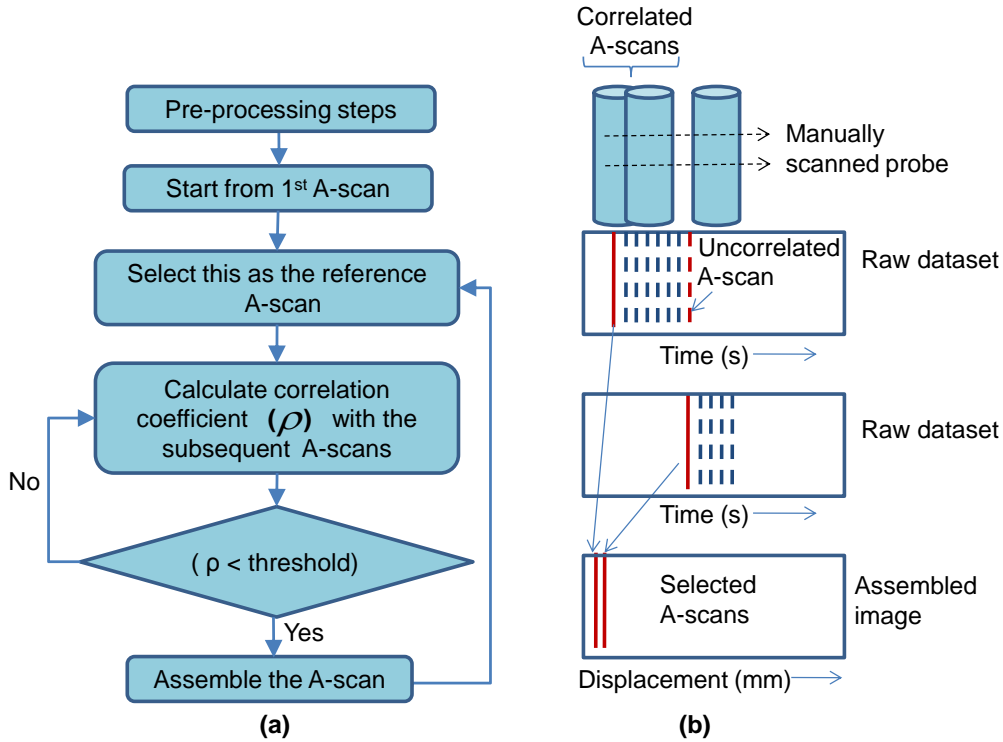 Pre-processing steps
Start from 1st A-scan
Select this as the reference
A-scan
Calculate correlation
coefficient (ρ) with the
subsequent A-scans
No
( ρ < threshold)
Yes
Assemble the A-scan
(a)
Correlated
A-scans
Manually
scanned probe
Uncorrelated
A-scan
Raw dataset
Time (s)
Raw dataset
Time (s)
Selected
A-scans
Assembled
image
Displacement (mm)
(b)